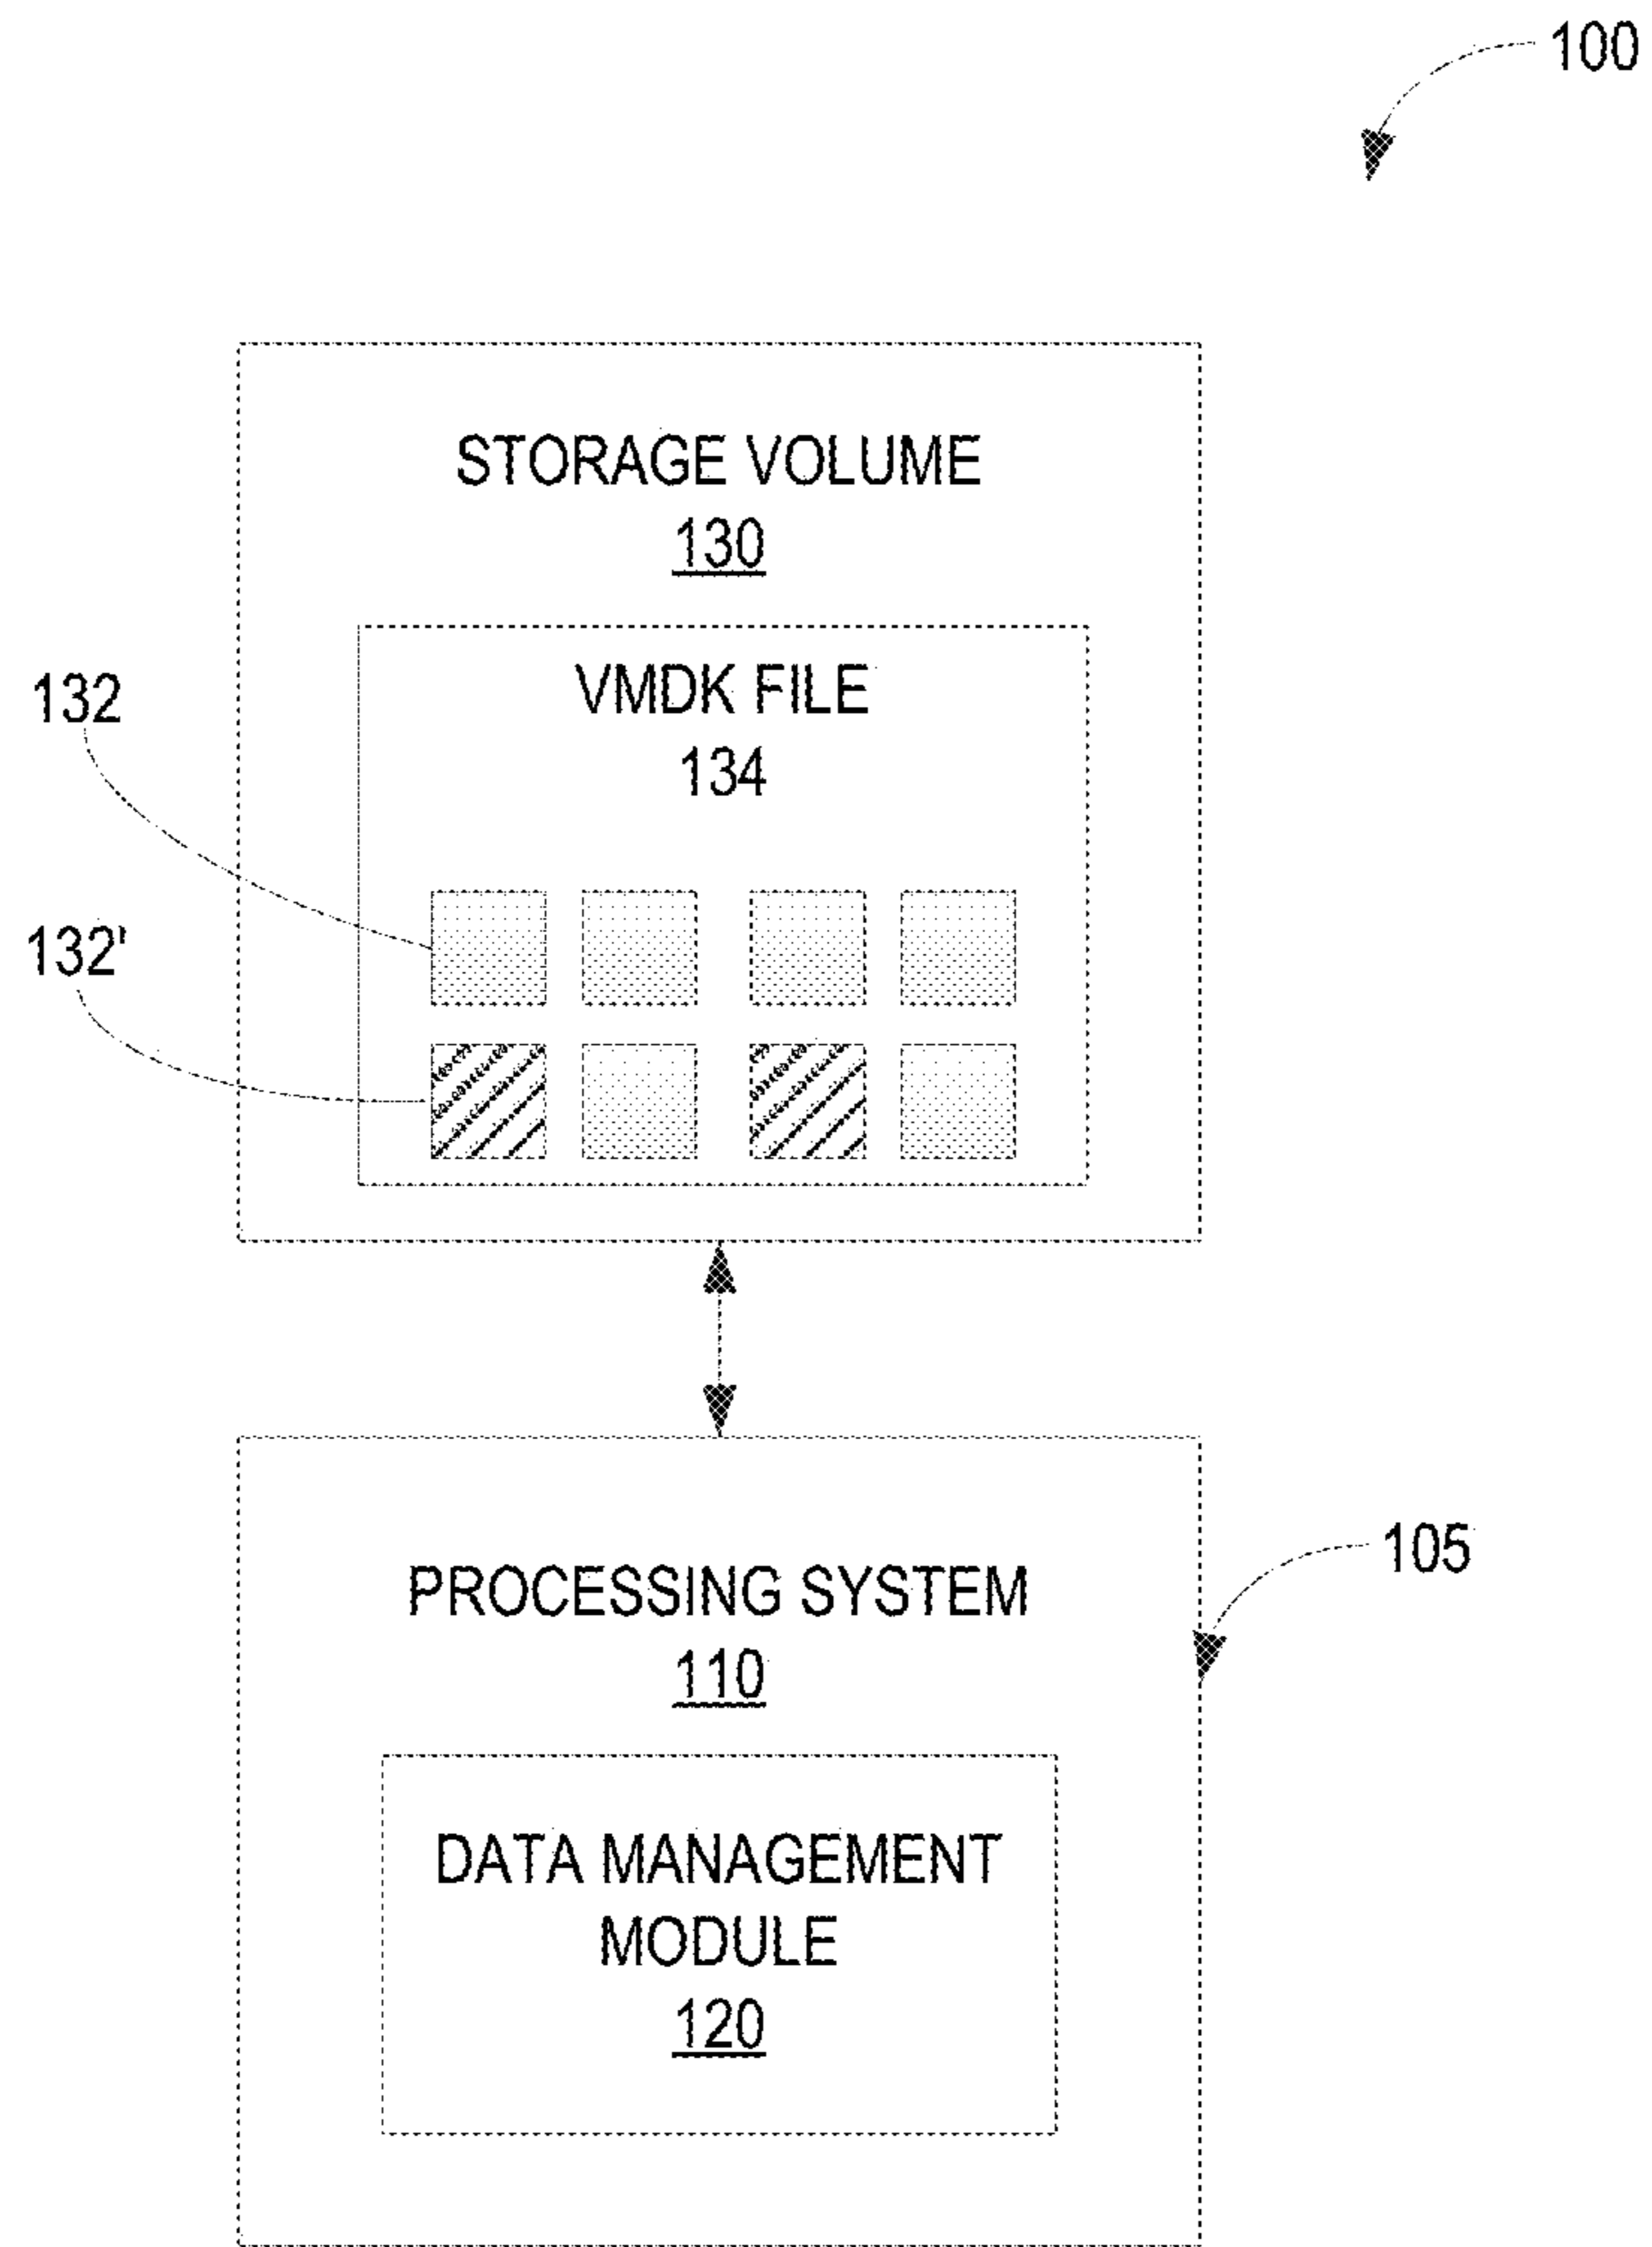 100
STORAGE VOLUME
130
VMDK FILE
134
132
132'
105
PROCESSING SYSTEM
110
DATA MANAGEMENT
MODULE
120